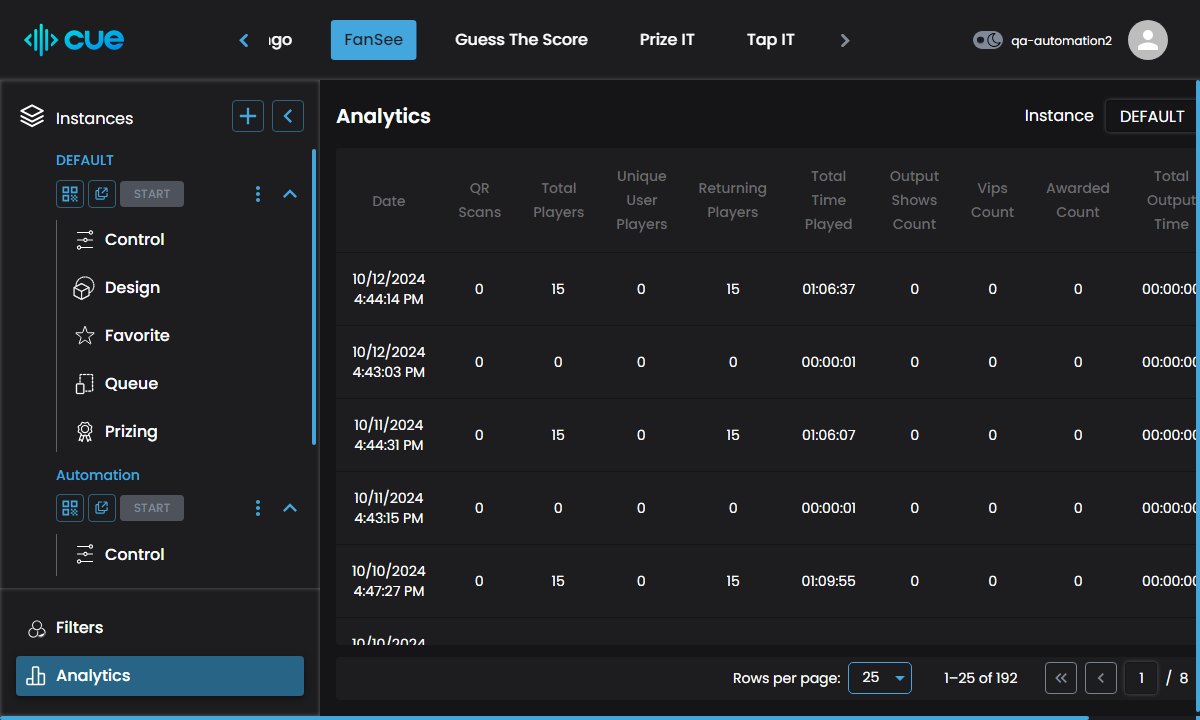 cue
ngo
FanSee
Guess The Score
Prize IT
Tap IT
qa-automation2
Instances
DEFAULT
START
Control
Design
Favorite
Queue
Prizing
Automation
START
Control
Filters
Analytics
Analytics
Instance
DEFAULT
Date
QR Scans
Total Players
Unique User Players
Returning Players
Total Time Played
Output Shows Count
Vips Count
Awarded Count
Total Output Time
10/12/2024 4:44:14 PM 0 15 0 15 01:06:37 0 0 0 00:00:00
10/12/2024 4:43:03 PM 0 0 0 0 00:00:01 0 0 0 00:00:00
10/11/2024 4:44:31 PM 0 15 0 15 01:06:07 0 0 0 00:00:00
10/11/2024 4:43:15 PM 0 0 0 0 00:00:01 0 0 0 00:00:00
10/10/2024 4:47:27 PM 0 15 0 15 01:09:55 0 0 0 00:00:00
10/10/2024
Rows per page: 25 1–25 of 192 1 / 8